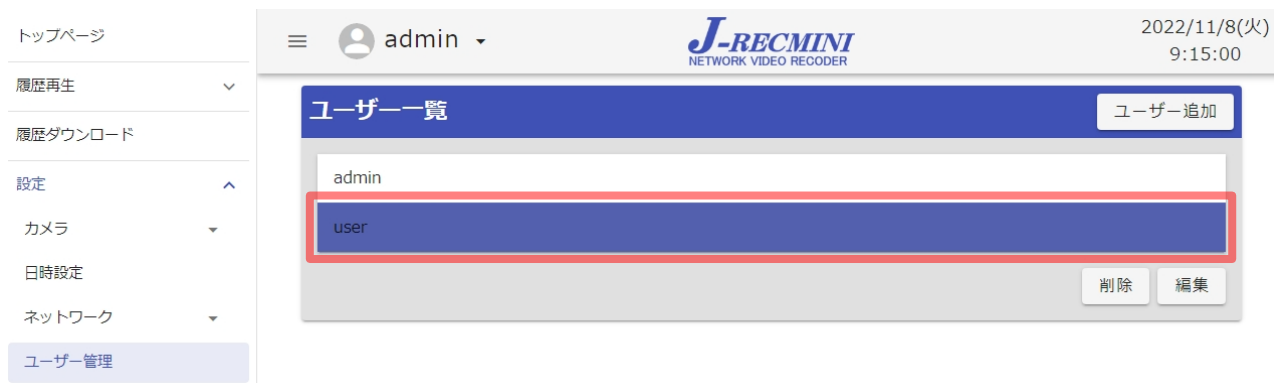 トップページ
履歴再生
履歴ダウンロード
設定
カメラ
日時設定
ネットワーク
ユーザー管理
admin
J-RECMINI
NETWORK VIDEO RECODER
2022/11/8(火)
9:15:00
ユーザー一覧
ユーザー追加
admin
user
削除
編集